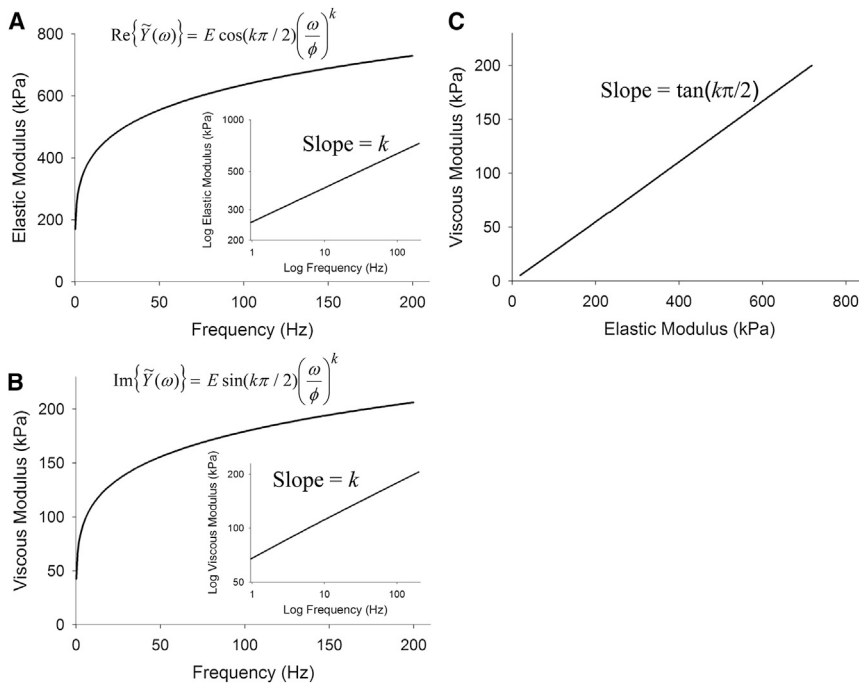 A
Re{Ỹ(ω)} = E cos(kπ / 2)(ω/ϕ)^k
800
600
400
200
0
Elastic Modulus (kPa)
0 50 100 150 200
Frequency (Hz)
Slope = k
1000
500
300
200
Log Elastic Modulus (kPa)
1 10 100
Log Frequency (Hz)
B
Im{Ỹ(ω)} = E sin(kπ / 2)(ω/ϕ)^k
200
150
100
50
0
Viscous Modulus (kPa)
0 50 100 150 200
Frequency (Hz)
Slope = k
200
100
50
Log Viscous Modulus (kPa)
1 10 100
Log Frequency (Hz)
C
Slope = tan(kπ/2)
200
150
100
50
0
Viscous Modulus (kPa)
0 200 400 600 800
Elastic Modulus (kPa)